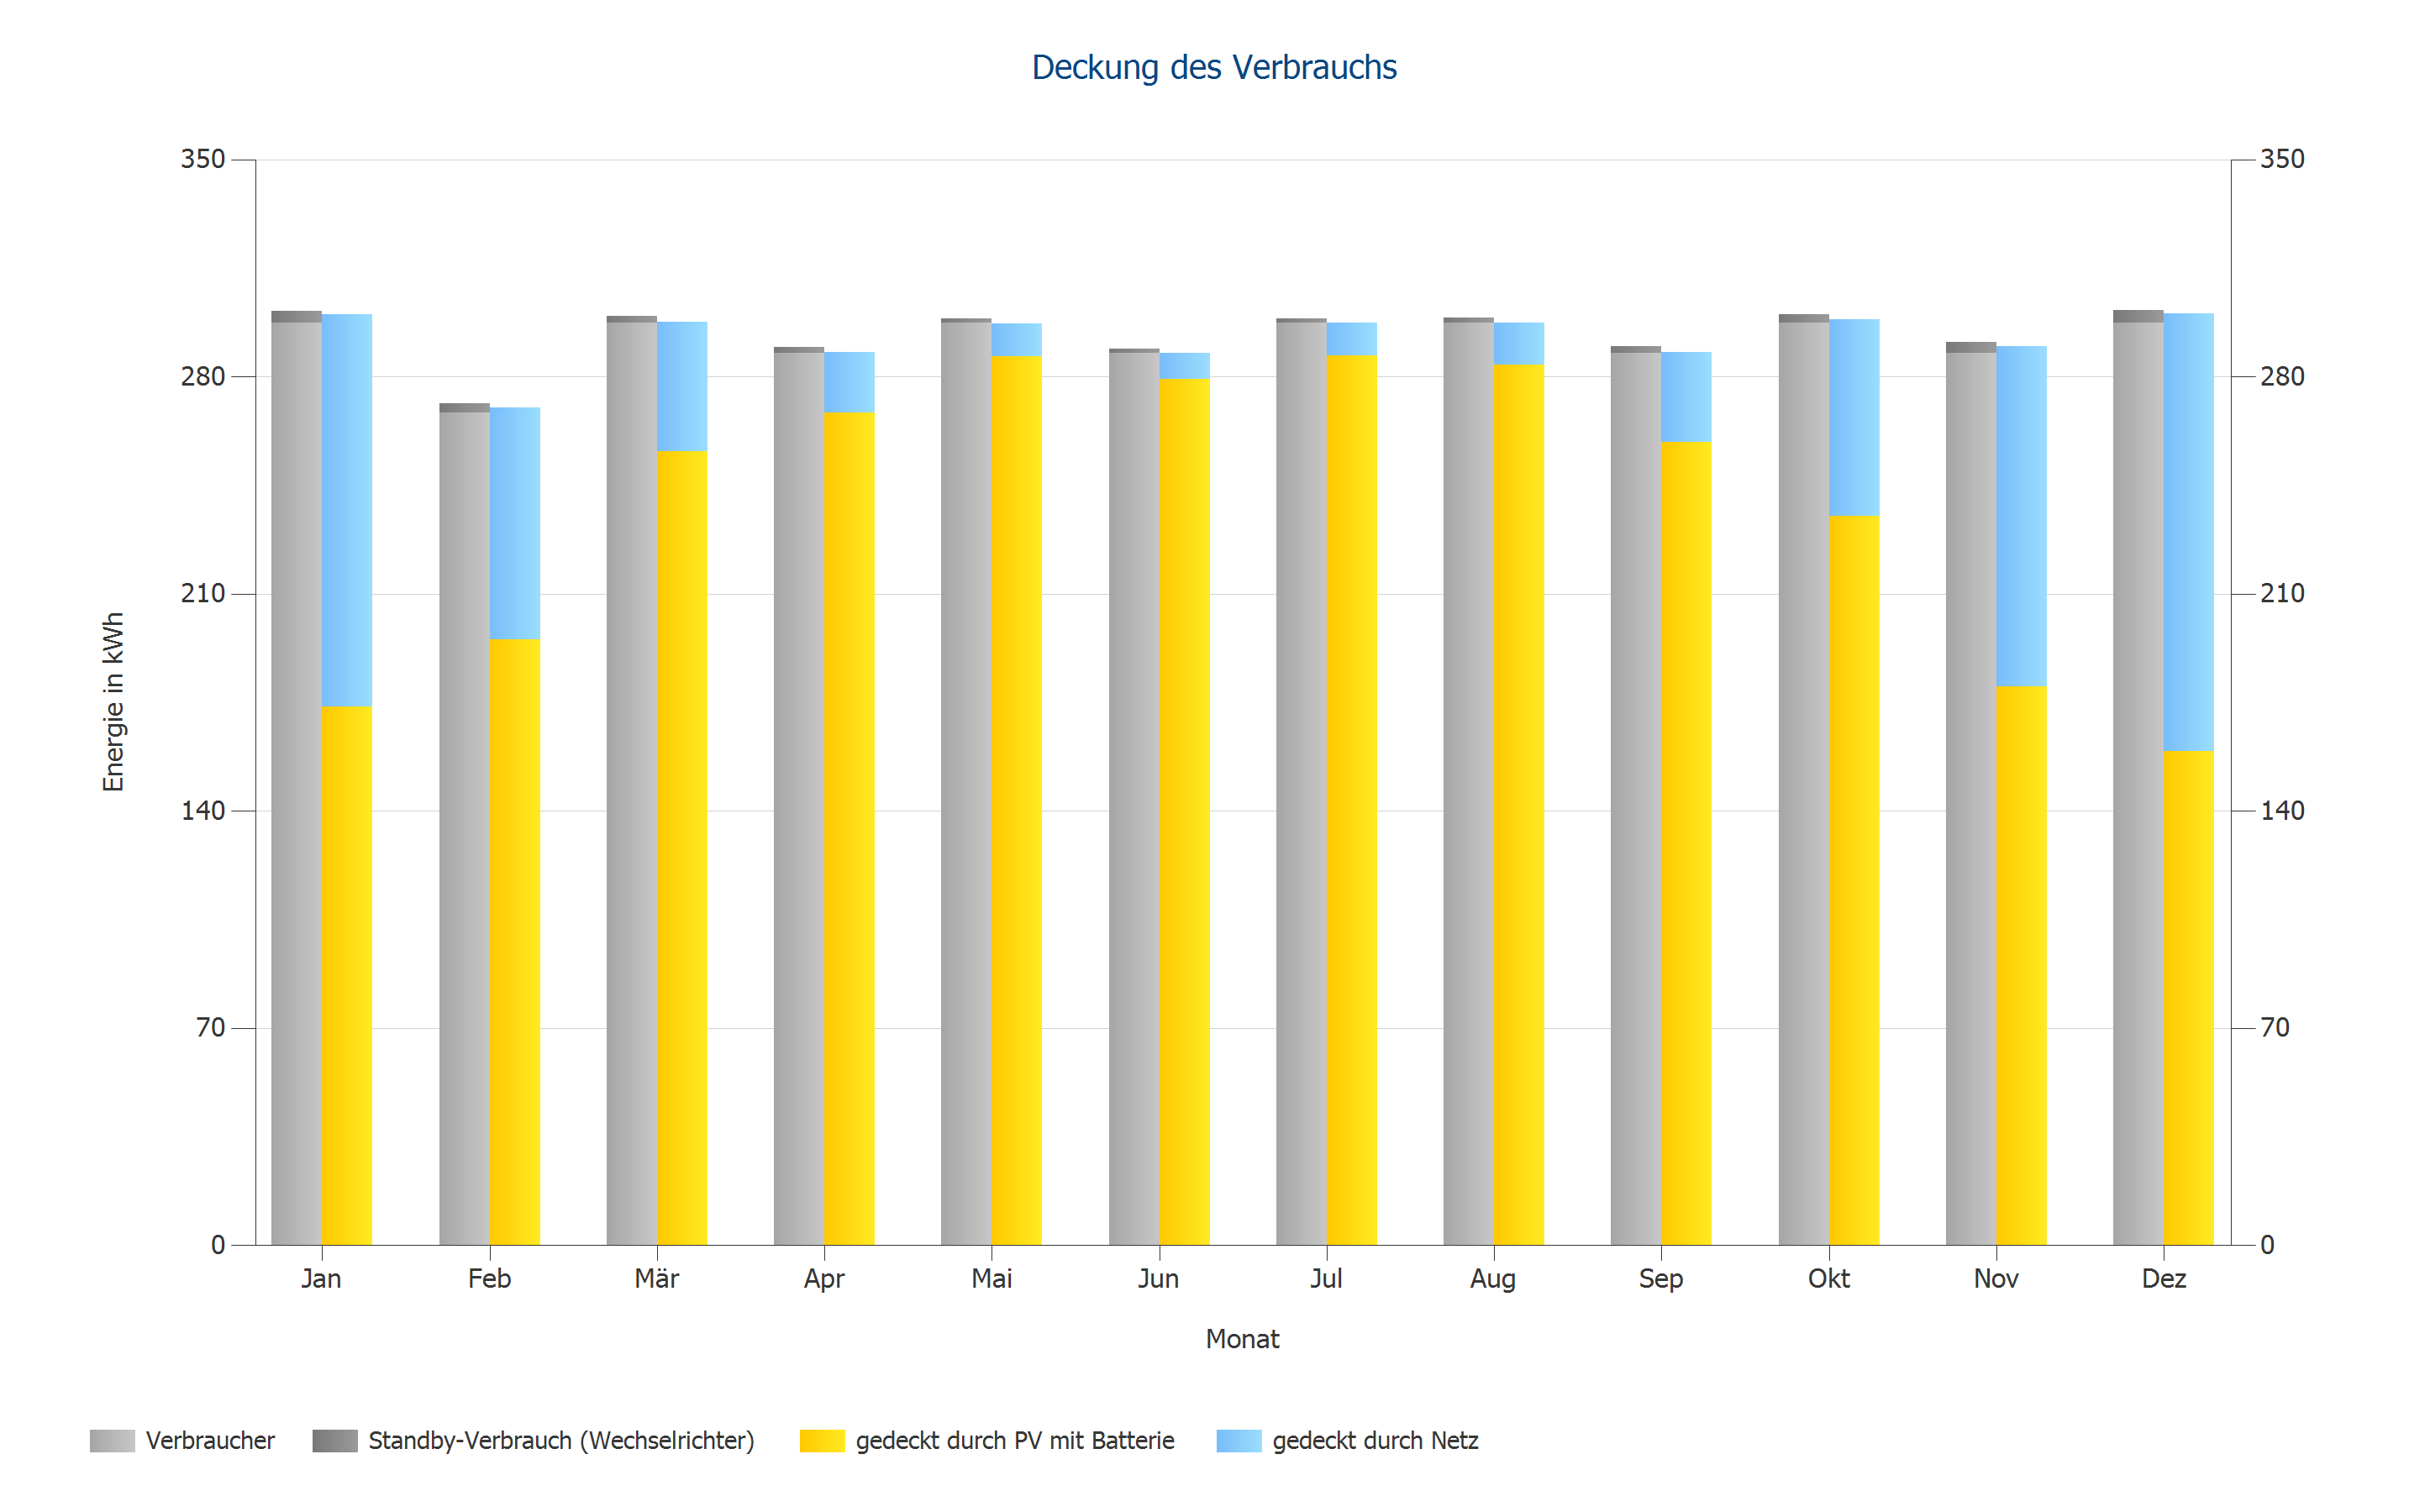 Deckung des Verbrauchs
350 350
280 280
210 210
Energie in kWh
140 140
70 70
0 0
Jan Feb Mär Apr Mai Jun Jul Aug Sep Okt Nov Dez
Monat
Verbraucher Standby-Verbrauch (Wechselrichter) gedeckt durch PV mit Batterie gedeckt durch Netz